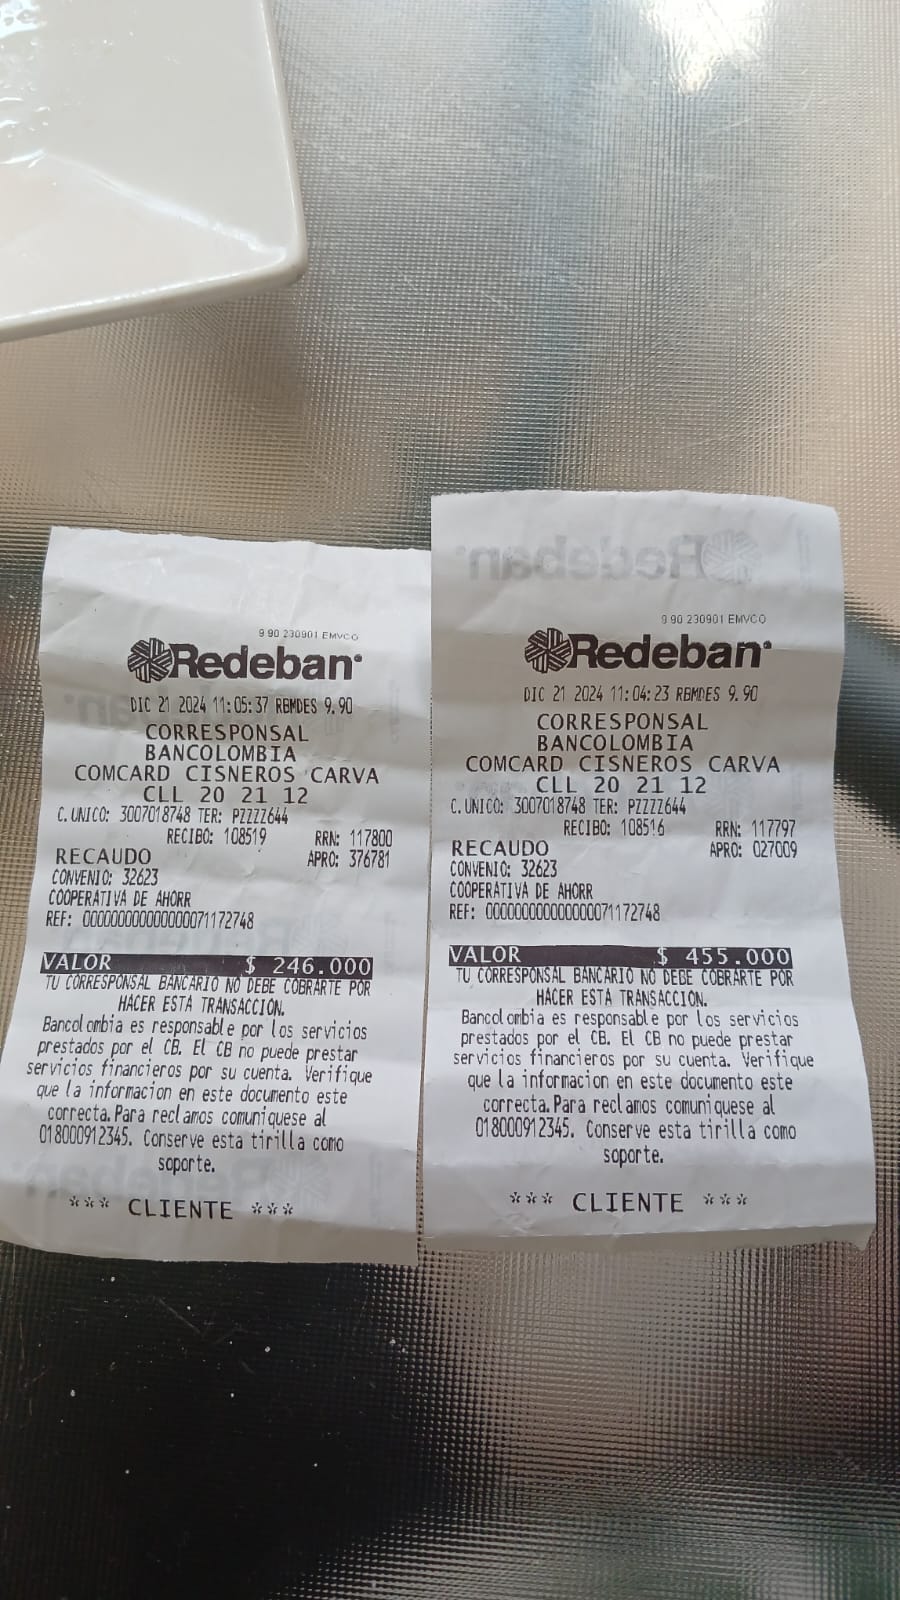 9 90 230901 EMVCO
Redeban
DIC 21 2024 11:05:37 RBMDES 9.90
CORRESPONSAL
BANCOLOMBIA
COMCARD CISNEROS CARVA
CLL 20 21 12
C.UNICO: 3007018748 TER: PZZZZ644
RECIBO: 108519 RRN: 117800
RECAUDO APRO: 376781
CONVENIO: 32623
COOPERATIVA DE AHORR
REF: 000000000000000071172748
VALOR $ 246.000
TU CORRESPONSAL BANCARIO NO DEBE COBRARTE POR
HACER ESTA TRANSACCION.
Bancolombia es responsable por los servicios
prestados por el CB. El CB no puede prestar
servicios financieros por su cuenta. Verifique
que la informacion en este documento este
correcta.Para reclamos comuniquese al
018000912345. Conserve esta tirilla como
soporte.
*** CLIENTE ***
Redeban
9 90 230901 EMVCO
Redeban
DIC 21 2024 11:04:23 RBMDES 9.90
CORRESPONSAL
BANCOLOMBIA
COMCARD CISNEROS CARVA
CLL 20 21 12
C.UNICO: 3007018748 TER: PZZZZ644
RECIBO: 108516 RRN: 117797
RECAUDO APRO: 027009
CONVENIO: 32623
COOPERATIVA DE AHORR
REF: 000000000000000071172748
VALOR $ 455.000
TU CORRESPONSAL BANCARIO NO DEBE COBRARTE POR
HACER ESTA TRANSACCION.
Bancolombia es responsable por los servicios
prestados por el CB. El CB no puede prestar
servicios financieros por su cuenta. Verifique
que la informacion en este documento este
correcta.Para reclamos comuniquese al
018000912345. Conserve esta tirilla como
soporte.
*** CLIENTE ***